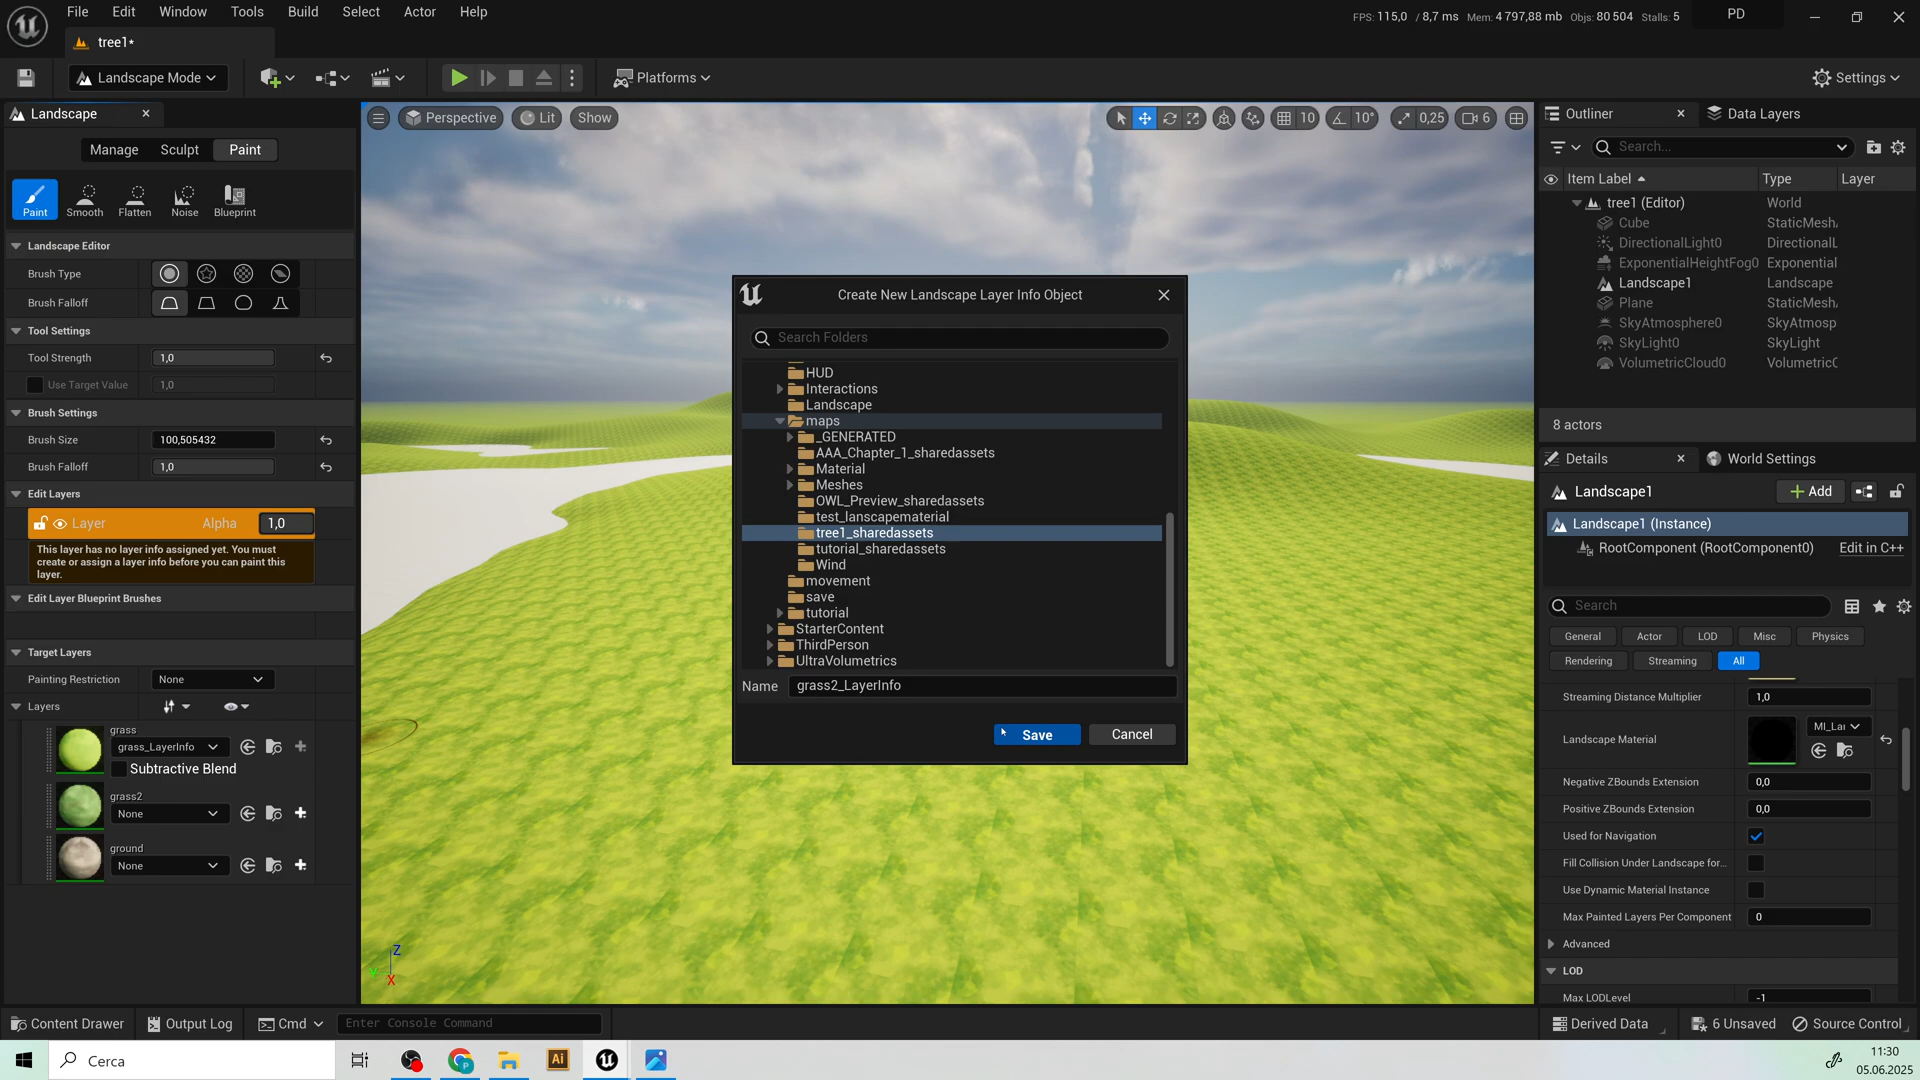 File Edit Window Tools Build Select Actor Help
FPS: 115,0 / 8,7 ms Mem: 4 797,88 mb Objs: 80 504 Stalls: 5
PD
tree1*
Landscape Mode
Platforms
Settings
Landscape
Manage Sculpt Paint
Paint Smooth Flatten Noise Blueprint
Landscape Editor
Brush Type
Brush Falloff
Tool Settings
Tool Strength 1,0
Use Target Value 1,0
Brush Settings
Brush Size 100,505432
Brush Falloff 1,0
Edit Layers
Layer Alpha 1,0
This layer has no layer info assigned yet. You must
create or assign a layer info before you can paint this
layer.
Edit Layer Blueprint Brushes
Target Layers
Painting Restriction None
Layers
grass
grass_LayerInfo
Subtractive Blend
grass2
None
ground
None
Perspective Lit Show
10 10° 0,25 6
Z
Y
X
Create New Landscape Layer Info Object
Search Folders
HUD
Interactions
Landscape
maps
_GENERATED
AAA_Chapter_1_sharedassets
Material
Meshes
OWL_Preview_sharedassets
test_lanscapematerial
tree1_sharedassets
tutorial_sharedassets
Wind
movement
save
tutorial
StarterContent
ThirdPerson
UltraVolumetrics
Name grass2_LayerInfo
Save Cancel
Outliner Data Layers
Search...
Item Label Type Layer
tree1 (Editor) World
Cube StaticMesh
DirectionalLight0 DirectionalL
ExponentialHeightFog0 Exponential
Landscape1 Landscape
Plane StaticMesh
SkyAtmosphere0 SkyAtmosp
SkyLight0 SkyLight
VolumetricCloud0 VolumetricC
8 actors
Details World Settings
Landscape1 Add
Landscape1 (Instance)
RootComponent (RootComponent0) Edit in C++
Search
General Actor LOD Misc Physics
Rendering Streaming All
Streaming Distance Multiplier 1,0
Landscape Material MI_Lai
Negative ZBounds Extension 0,0
Positive ZBounds Extension 0,0
Used for Navigation
Fill Collision Under Landscape for...
Use Dynamic Material Instance
Max Painted Layers Per Component 0
Advanced
LOD
Max LODLevel -1
Content Drawer Output Log Cmd Enter Console Command
Derived Data 6 Unsaved Source Control
Cerca
Ai
11:30
05.06.2025